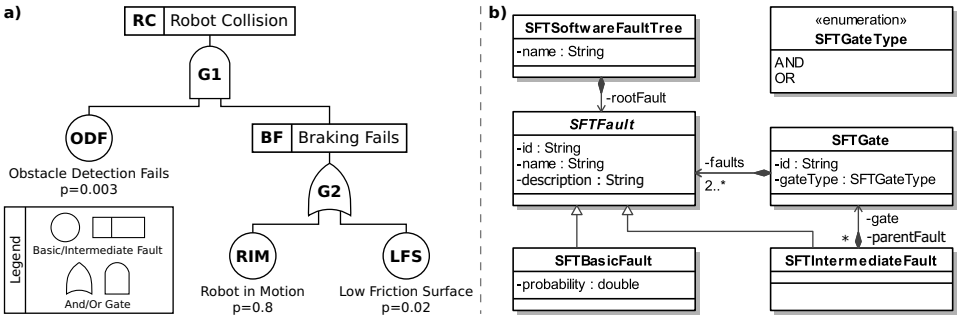 a)
RC Robot Collision
G1
ODF
Obstacle Detection Fails
p=0.003
BF Braking Fails
G2
RIM
Robot in Motion
p=0.8
LFS
Low Friction Surface
p=0.02
Legend
Basic/Intermediate Fault
And/Or Gate
b)
SFTSoftwareFaultTree
-name : String
«enumeration»
SFTGateType
AND
OR
-rootFault
SFTFault
-id : String
-name : String
-description : String
-faults
2..*
SFTGate
-id : String
-gateType : SFTGateType
-gate
* -parentFault
SFTBasicFault
-probability : double
SFTIntermediateFault